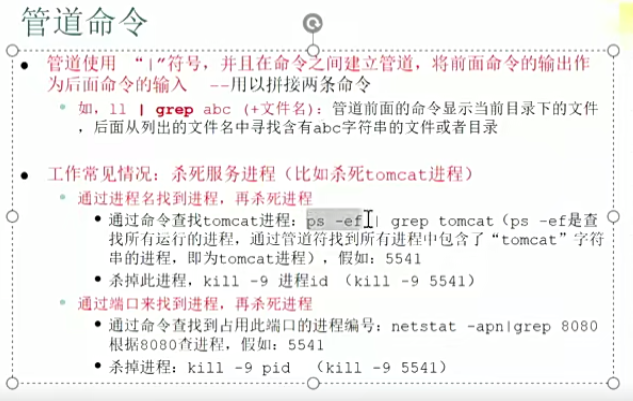 管道命令
管道使用 “|”符号，并且在命令之间建立管道，将前面命令的输出作
为后面命令的输入 --用以拼接两条命令
如，ll | grep abc (+文件名)：管道前面的命令显示当前目录下的文件
，后面从列出的文件名中寻找含有abc字符串的文件或者目录
工作常见情况：杀死服务进程（比如杀死tomcat进程）
通过进程名找到进程，再杀死进程
通过命令查找tomcat进程：ps -ef | grep tomcat（ps -ef是查
找所有运行的进程，通过管道符找到所有进程中包含了“tomcat”字符
串的进程，即为tomcat进程），假如：5541
杀掉此进程，kill -9 进程id （kill -9 5541）
通过端口来找到进程，再杀死进程
通过命令查找到占用此端口的进程编号：netstat -apn|grep 8080
根据8080查进程，假如：5541
杀掉进程：kill -9 pid （kill -9 5541）